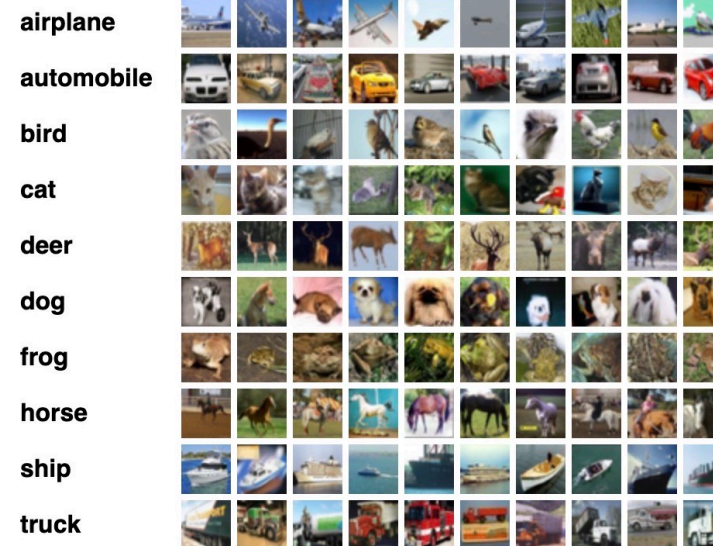 airplane
automobile
bird
cat
deer
dog
frog
horse
ship
truck